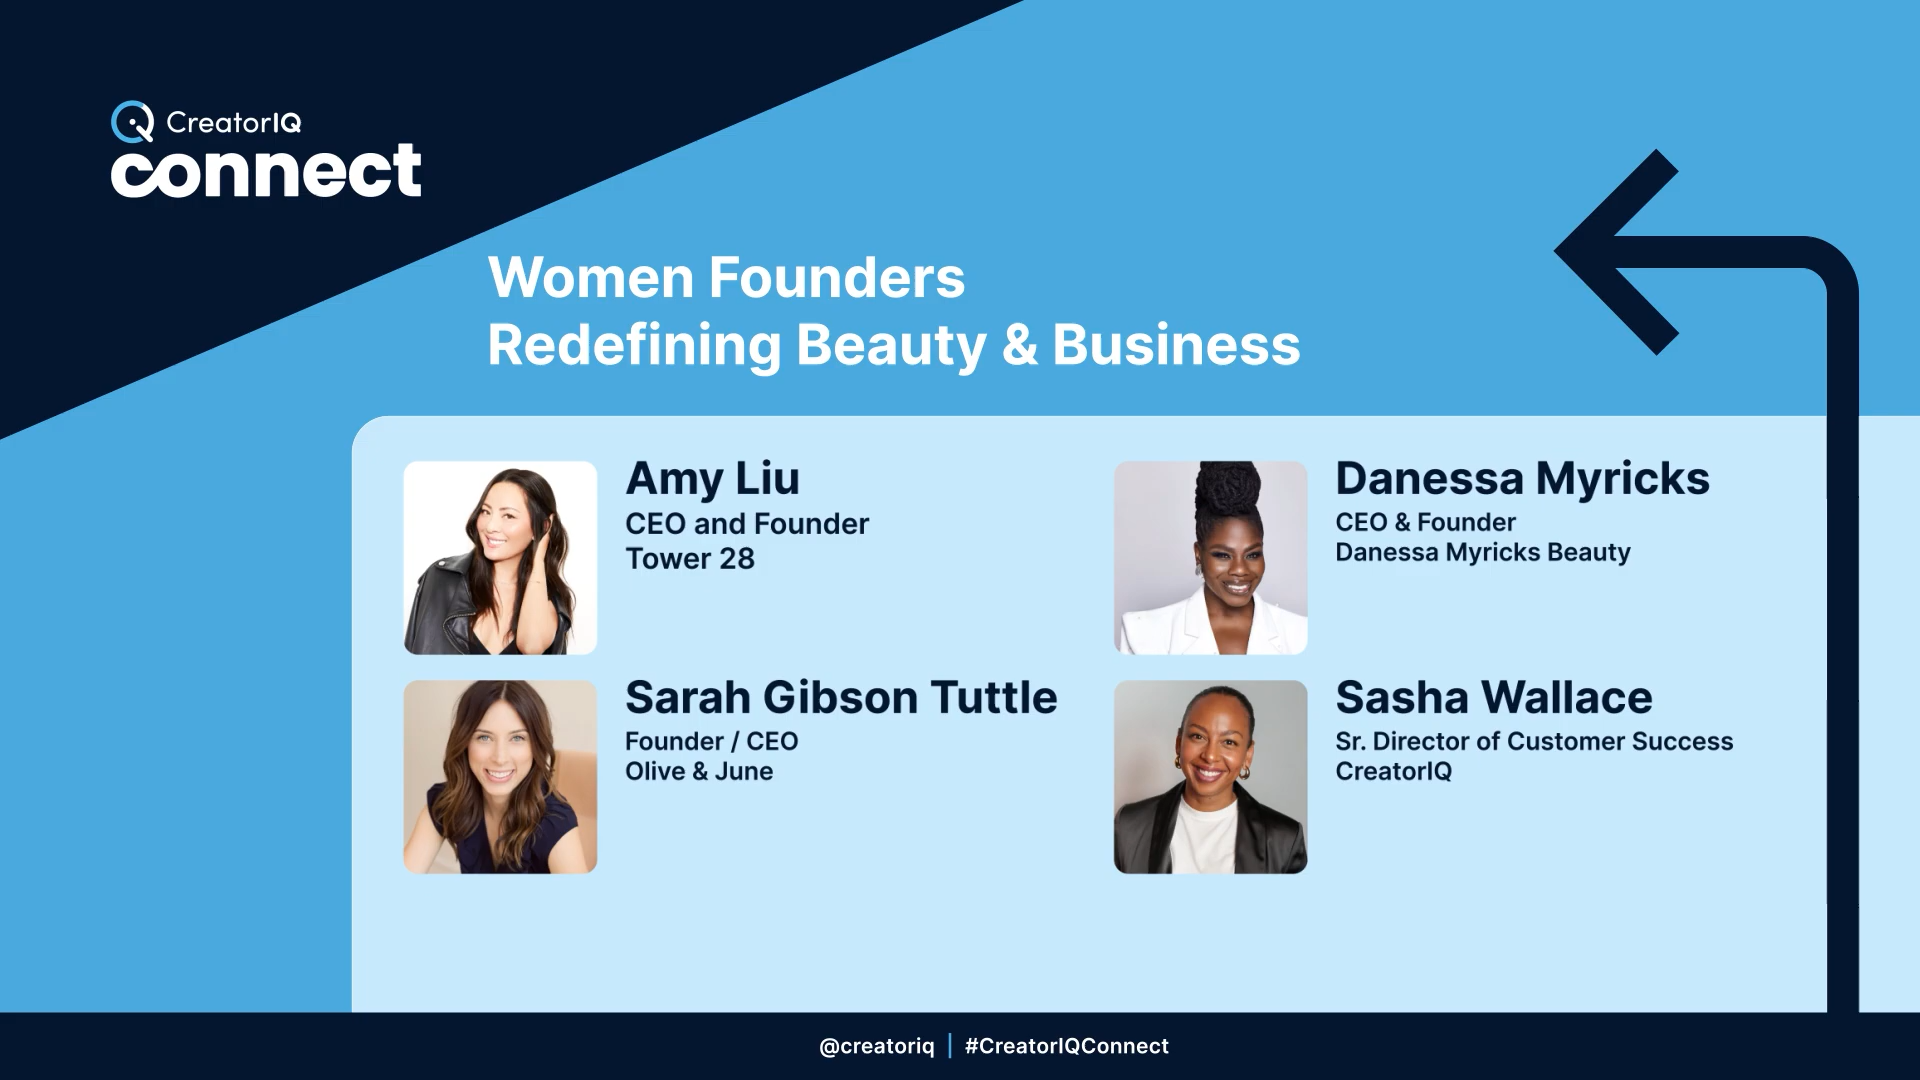 CreatorIQ
connect
Women Founders
Redefining Beauty & Business
Amy Liu
CEO and Founder
Tower 28
Danessa Myricks
CEO & Founder
Danessa Myricks Beauty
Sarah Gibson Tuttle
Founder / CEO
Olive & June
Sasha Wallace
Sr. Director of Customer Success
CreatorIQ
@creatoriq | #CreatorIQConnect